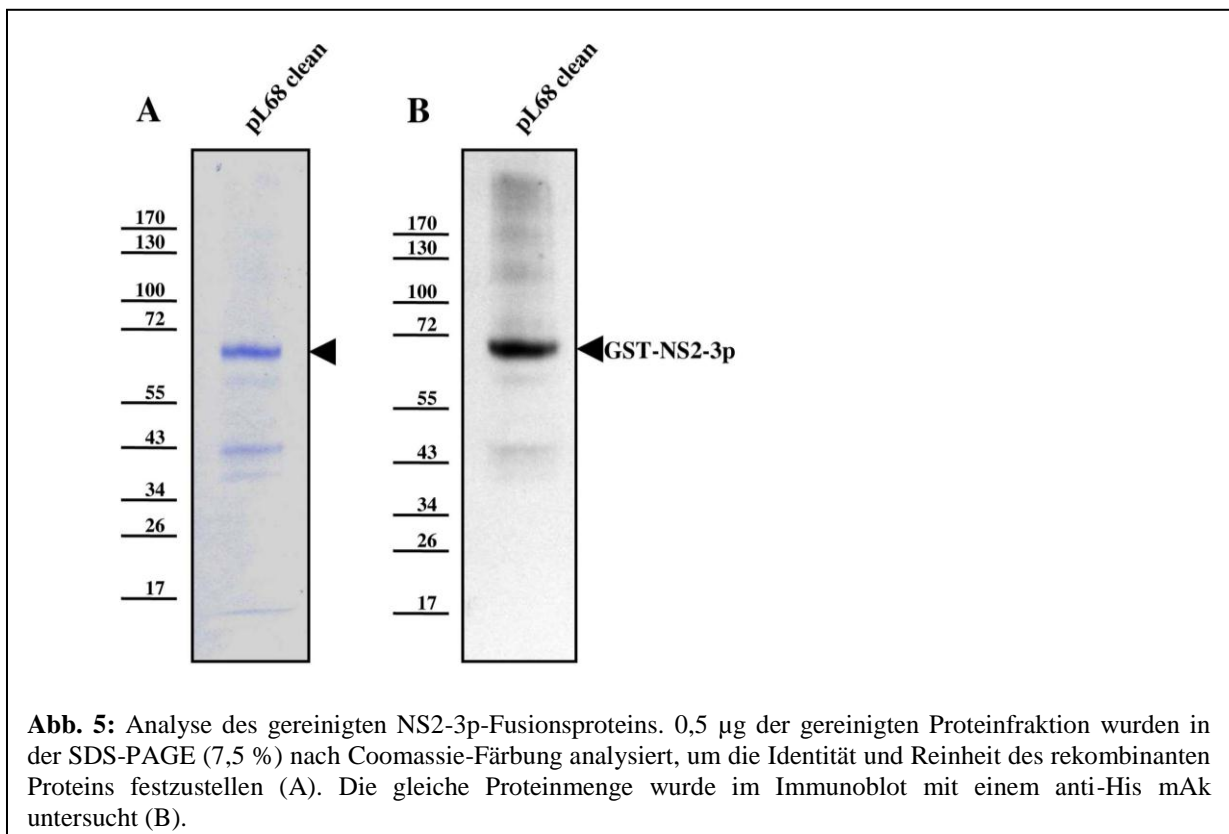 A
pL68 clean
170
130
100
72
55
43
34
26
17
B
pL68 clean
170
130
100
72
55
43
34
26
17
GST-NS2-3p
Abb. 5: Analyse des gereinigten NS2-3p-Fusionsproteins. 0,5 µg der gereinigten Proteinfraktion wurden in
der SDS-PAGE (7,5 %) nach Coomassie-Färbung analysiert, um die Identität und Reinheit des rekombinanten
Proteins festzustellen (A). Die gleiche Proteinmenge wurde im Immunoblot mit einem anti-His mAk
untersucht (B).